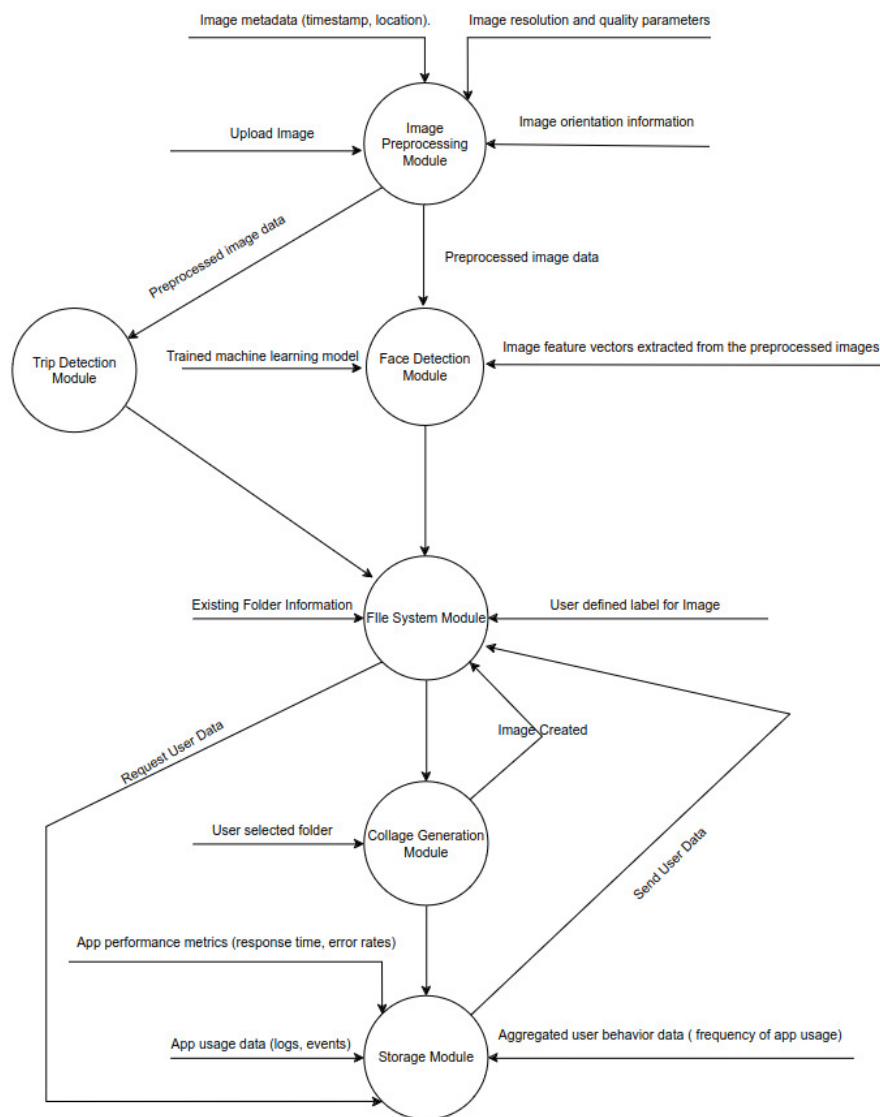 Image metadata (timestamp, location).
Image resolution and quality parameters
Upload Image
Image
Preprocessing
Module
Image orientation information
Preprocessed image data
Preprocessed image data
Trip Detection
Module
Trained machine learning model
Face Detection
Module
Image feature vectors extracted from the preprocessed images
Existing Folder Information
FIle System Module
User defined label for Image
Request User Data
Image Created
User selected folder
Collage Generation
Module
Send User Data
App performance metrics (response time, error rates)
App usage data (logs, events)
Storage Module
Aggregated user behavior data ( frequency of app usage)